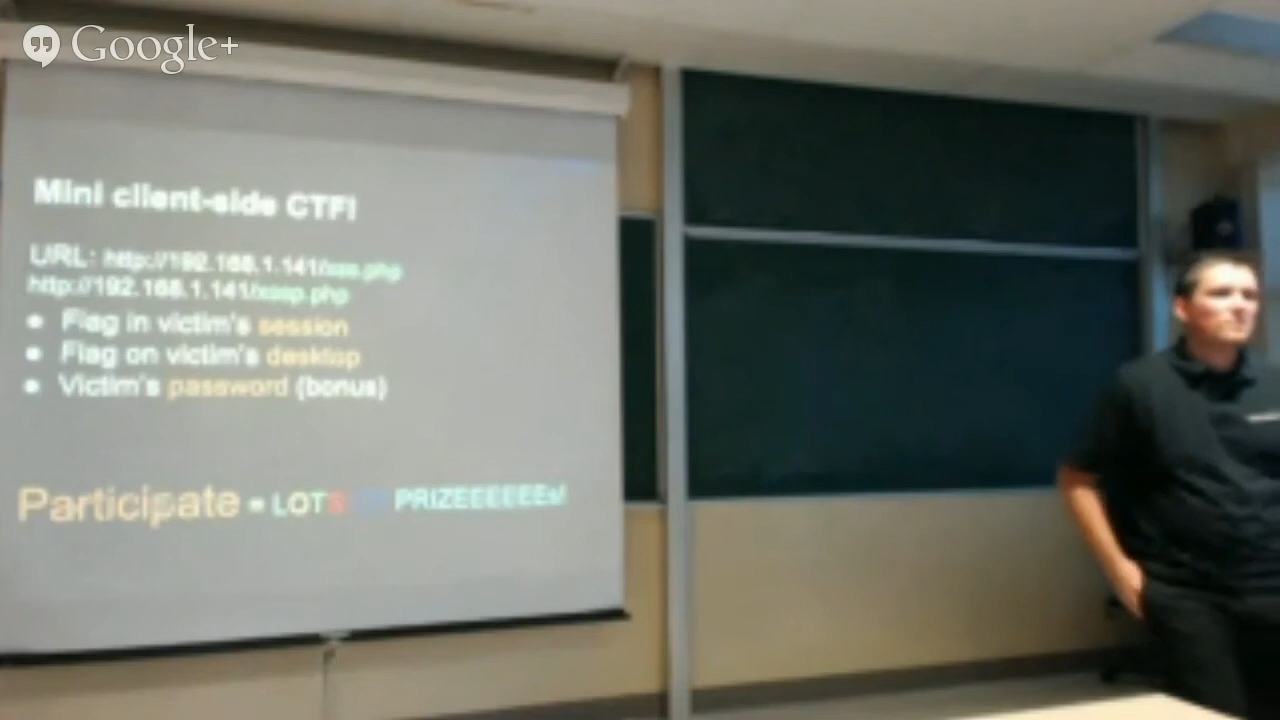 Google+
Mini client-side CTF!
URL: http://192.168.1.141/xss.php
http://192.168.1.141/xssp.php
• Flag in victim's session
• Flag on victim's desktop
• Victim's password (bonus)
Participate = LOTS OF PRIZEEEEEEs!